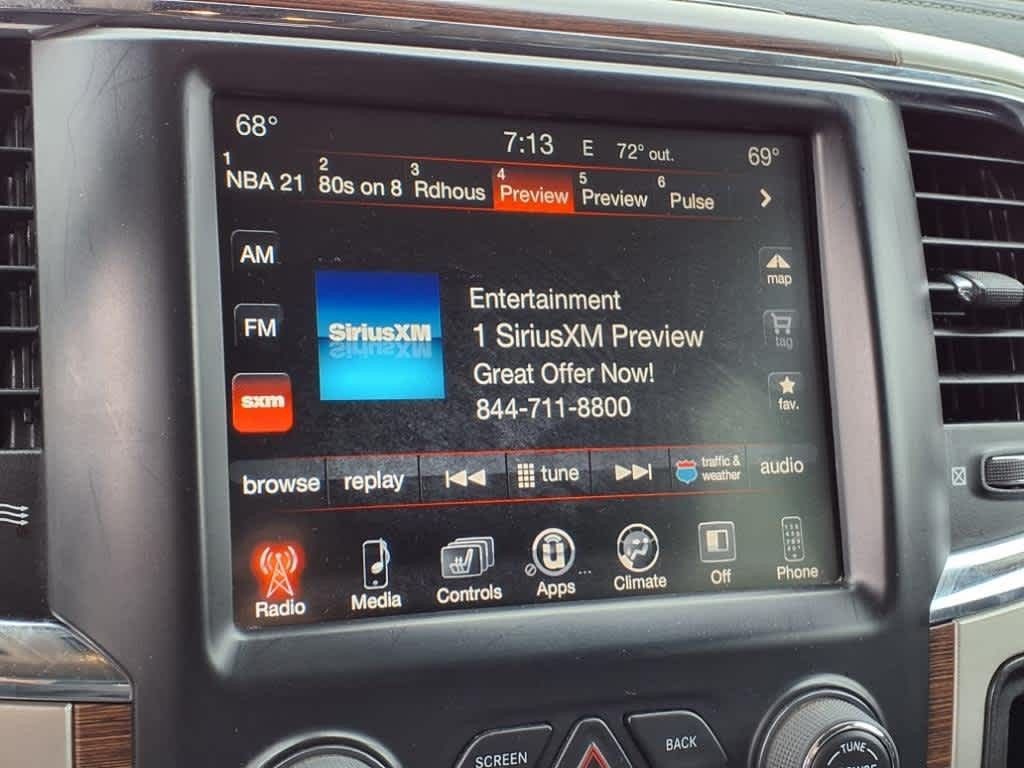 68°
7:13
E
72° out.
69°
1 NBA 21
2 80s on 8
3 Rdhous
4 Preview
5 Preview
6 Pulse
AM
FM
sxm
SiriusXM
Entertainment
1 SiriusXM Preview
Great Offer Now!
844-711-8800
map
tag
fav.
browse
replay
tune
traffic &
weather
audio
Radio
Media
Controls
U
Apps
Climate
Off
Phone
SCREEN
BACK
TUNE